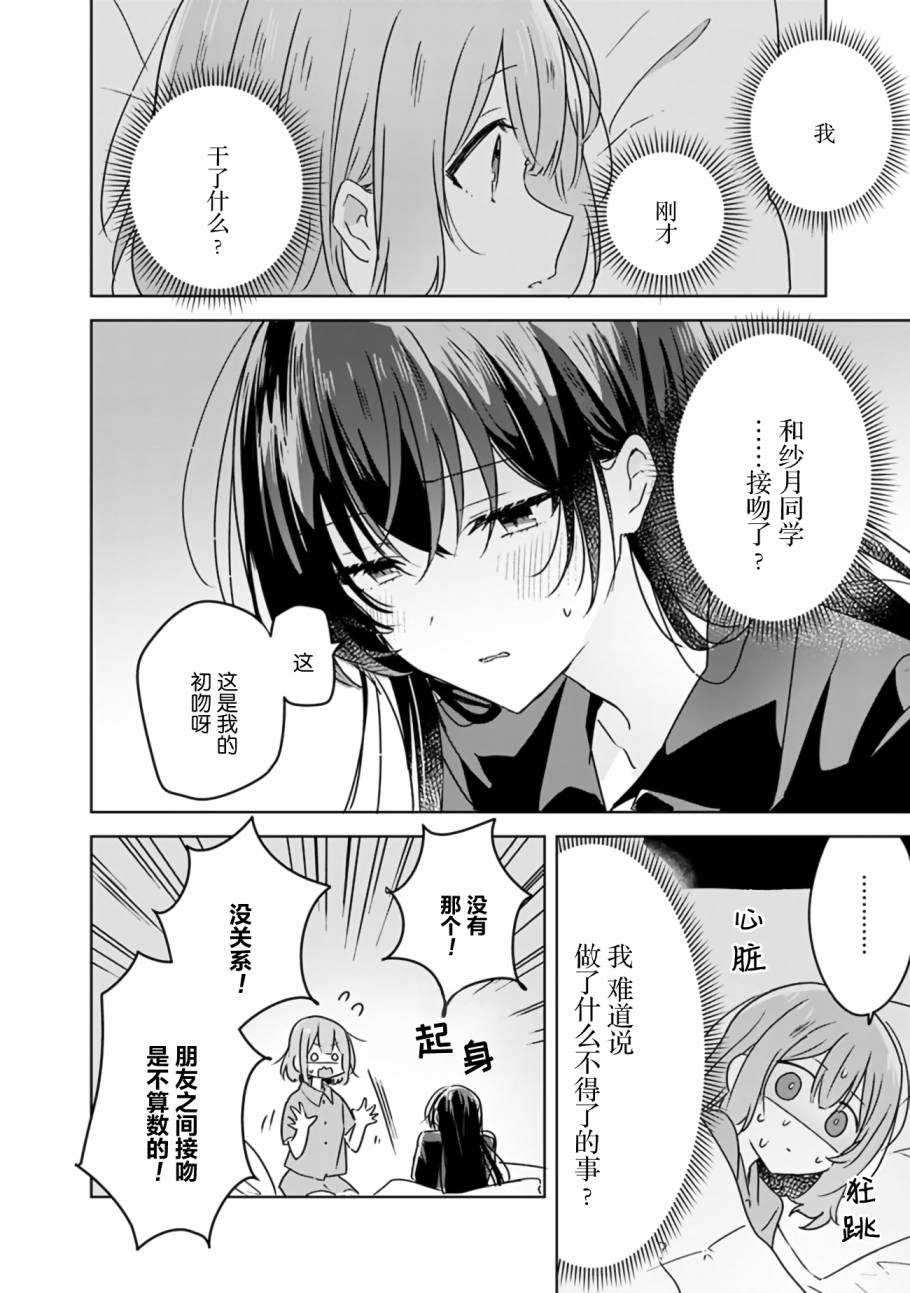 我
刚才
干了什么？
和纱月同学
……接吻了？
这
这是我的
初吻呀
………
心脏
狂跳
我难道说
做了什么不得了的事？
没有
那个！
起身
没关系！
朋友之间接吻
是不算数的！